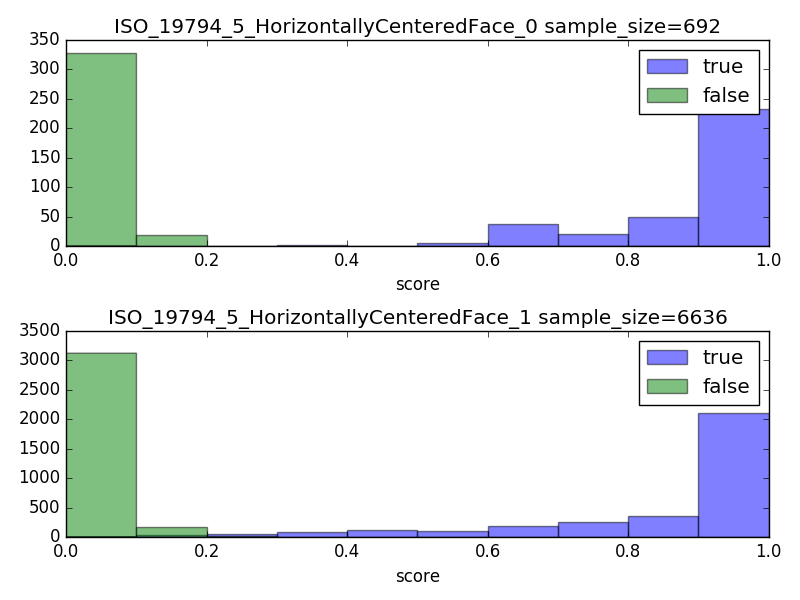 ISO_19794_5_HorizontallyCenteredFace_0 sample_size=692
350
300
250
200
150
100
50
0
true
false
0.0 0.2 0.4 0.6 0.8 1.0
score
ISO_19794_5_HorizontallyCenteredFace_1 sample_size=6636
3500
3000
2500
2000
1500
1000
500
0
true
false
0.0 0.2 0.4 0.6 0.8 1.0
score